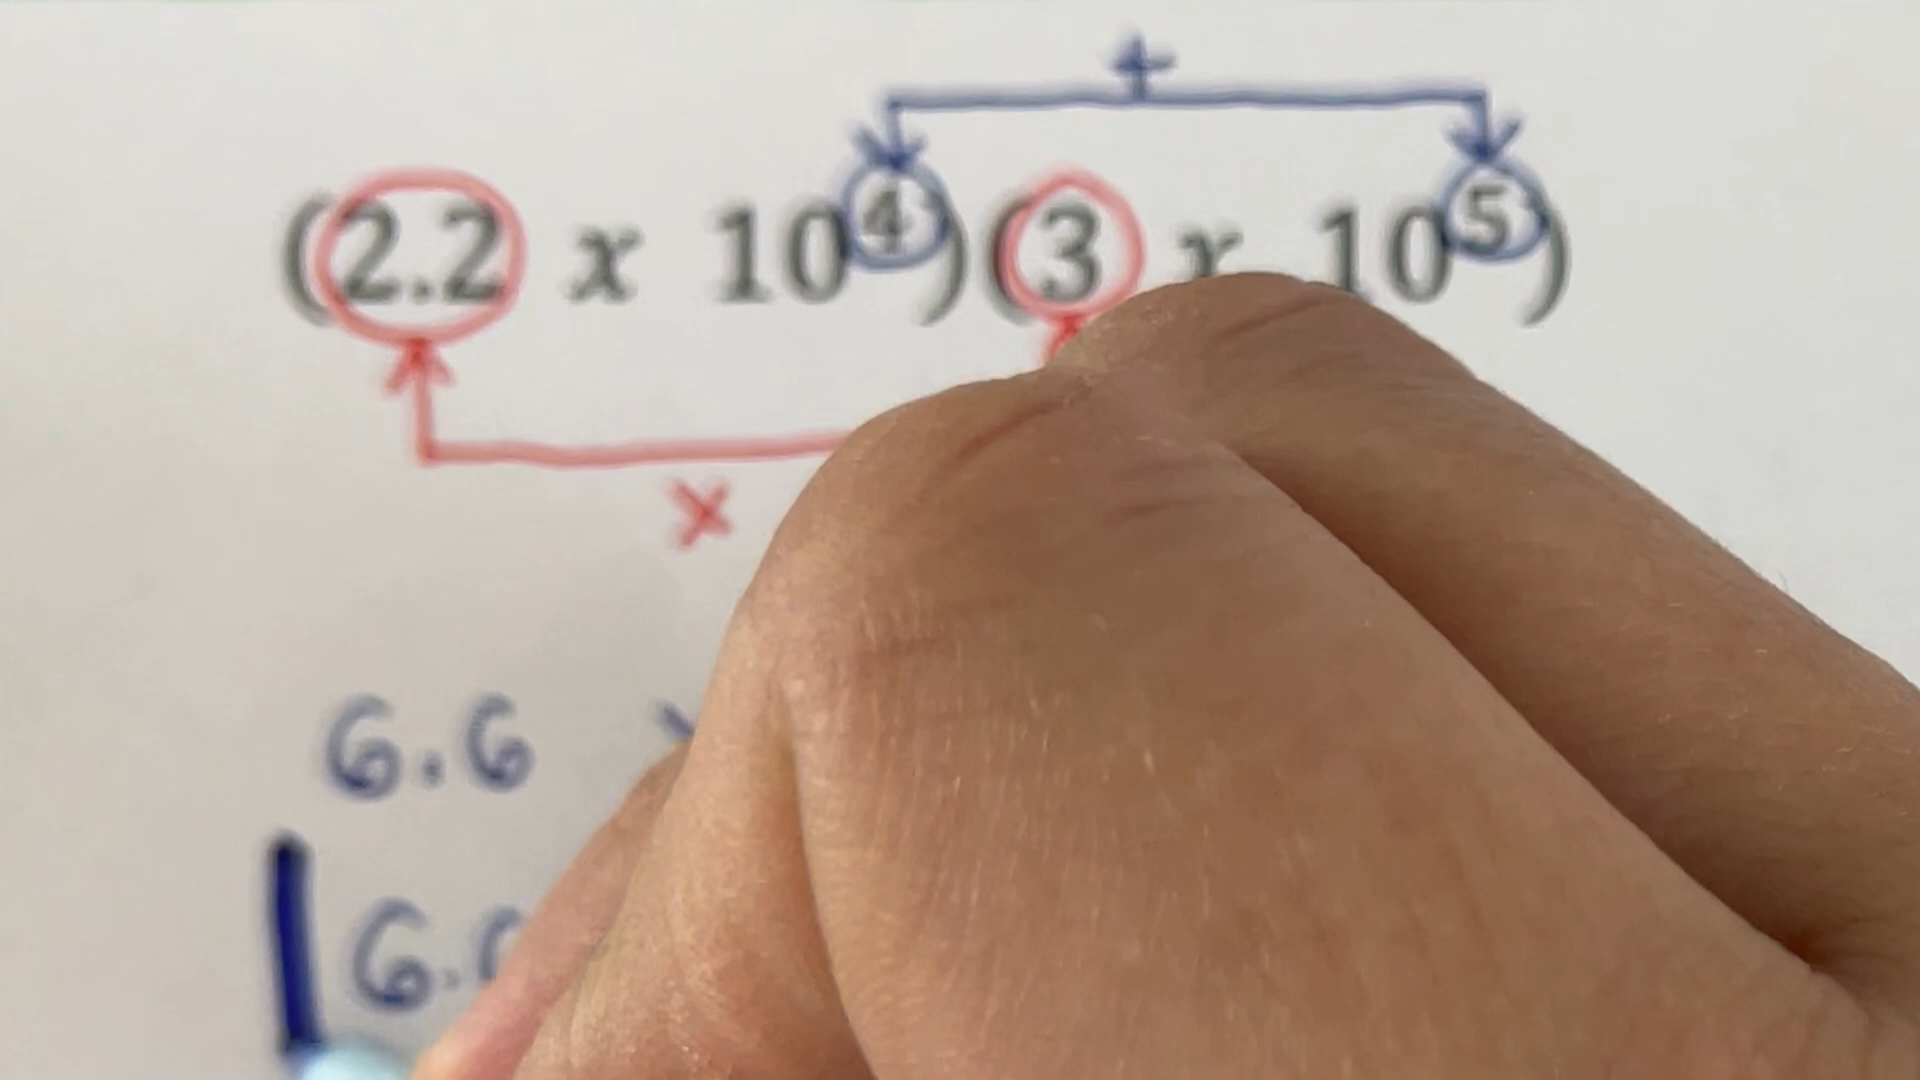 +
(2.2 x 10⁴)(3 x 10⁵)
x
6.6
6.